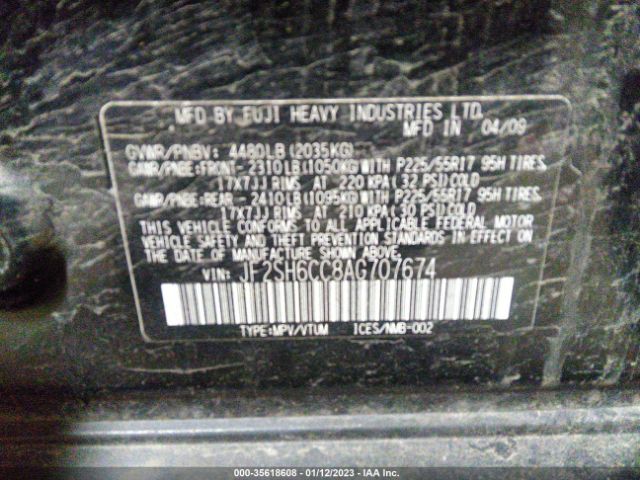 MFD BY FUJI HEAVY INDUSTRIES LTD.
MFD IN 04/09
GVWR/PNBV: 4480LB (2035KG)
GAWR/PNBE:FRONT- 2310LB(1050KG)WITH P225/55R17 95H TIRES,
17X7JJ RIMS AT 220 KPA(32 PSI)COLD
GAWR/PNBE:REAR - 2410LB(1095KG)WITH P225/55R17 95H TIRES,
17X7JJ RIMS AT 210 KPA(30 PSI)COLD
THIS VEHICLE CONFORMS TO ALL APPLICABLE FEDERAL MOTOR
VEHICLE SAFETY AND THEFT PREVENTION STANDARDS IN EFFECT ON
THE DATE OF MANUFACTURE SHOWN ABOVE.
VIN: JF2SH6CC8AG707674
TYPE:MPV/VTUM ICES/NMB-002
000-35618608 - 01/12/2023 - IAA Inc.